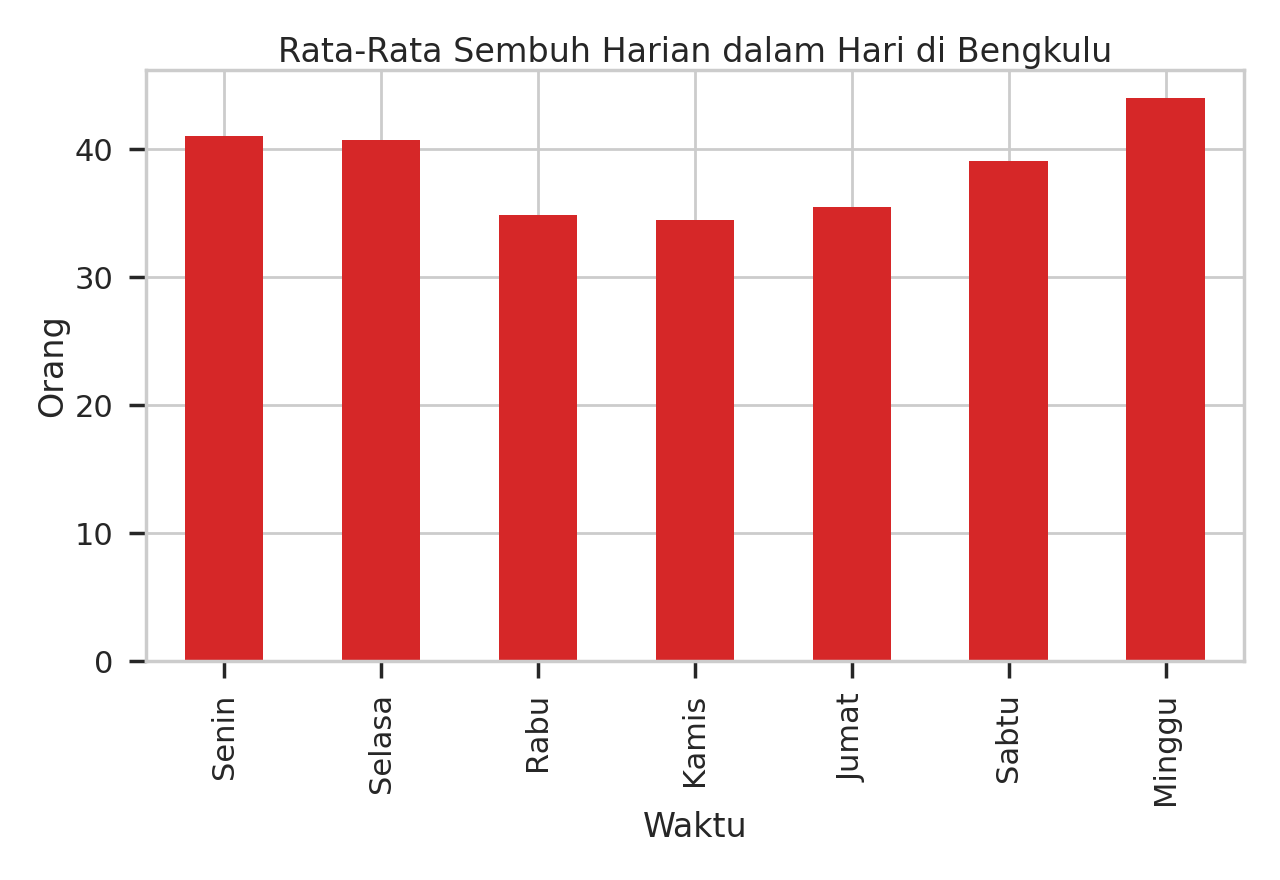 Rata-Rata Sembuh Harian dalam Hari di Bengkulu
Orang
40
30
20
10
0
Senin
Selasa
Rabu
Kamis
Jumat
Sabtu
Minggu
Waktu